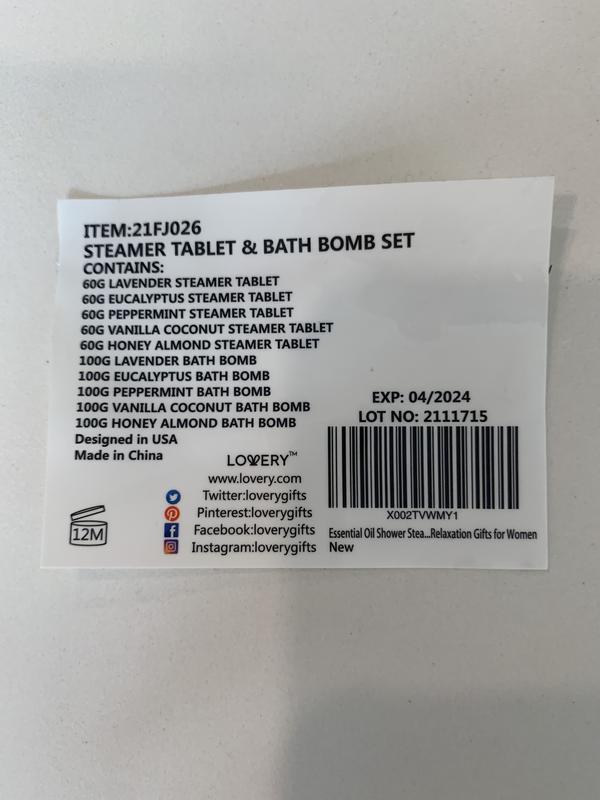 ITEM:21FJ026
STEAMER TABLET & BATH BOMB SET
CONTAINS:
60G LAVENDER STEAMER TABLET
60G EUCALYPTUS STEAMER TABLET
60G PEPPERMINT STEAMER TABLET
60G VANILLA COCONUT STEAMER TABLET
60G HONEY ALMOND STEAMER TABLET
100G LAVENDER BATH BOMB
100G EUCALYPTUS BATH BOMB
100G PEPPERMINT BATH BOMB
100G VANILLA COCONUT BATH BOMB
100G HONEY ALMOND BATH BOMB
Designed in USA
Made in China
LOVERY™
www.lovery.com
Twitter:loverygifts
Pinterest:loverygifts
Facebook:loverygifts
Instagram:loverygifts
12M
EXP: 04/2024
LOT NO: 2111715
X002TVWMY1
Essential Oil Shower Stea...Relaxation Gifts for Women
New